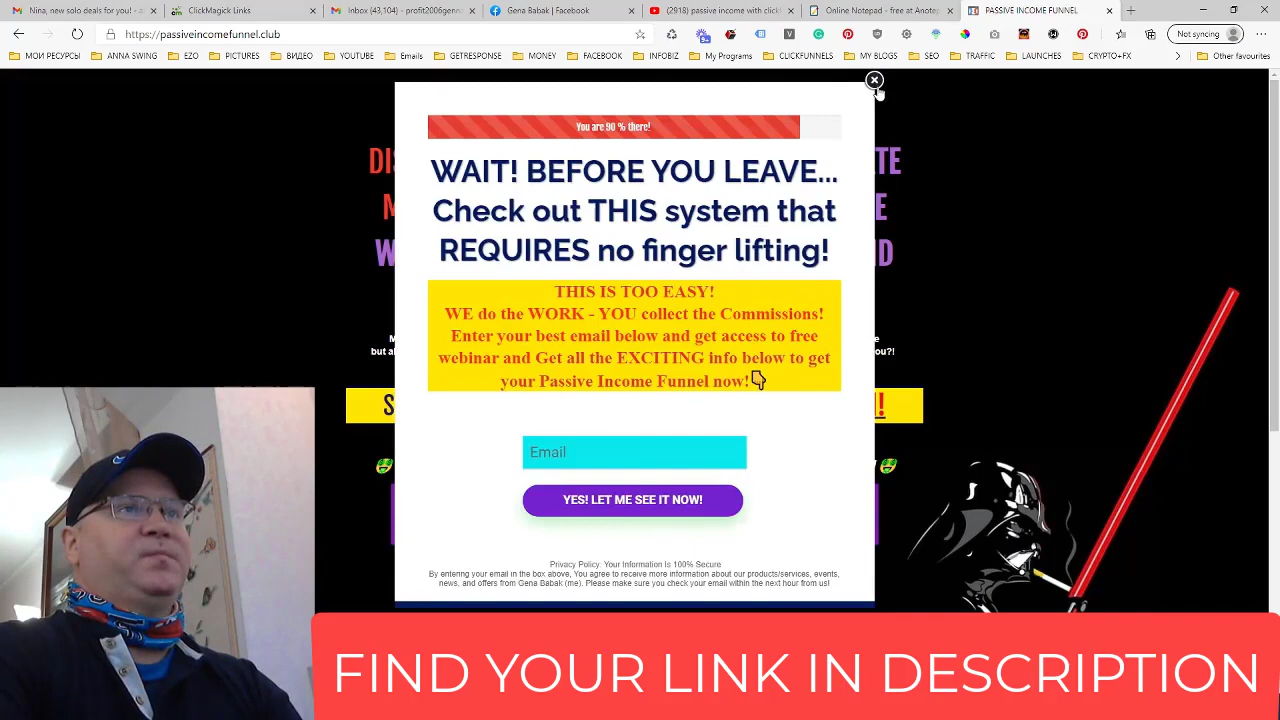 Nina, new solo deals for you! - ‪
ClickMagick Links
Inbox (43,104) - profit2006genn
Gena Babak | Facebook
(2918) passive income with click
Online Notepad - free at Anote
PASSIVE INCOME FUNNEL
https://passiveincomefunnel.club
Not syncing
МОИ РЕСУРСЫ
ANNA SWING
EZO
PICTURES
ВИДЕО
YOUTUBE
MONEY
FACEBOOK
INFOBIZ
My Programs
CLICKFUNNELS
MY BLOGS
SEO
TRAFFIC
LAUNCHES
CRYPTO+FX
Other favourites
You are 90 % there!
WAIT! BEFORE YOU LEAVE...
Check out THIS system that
REQUIRES no finger lifting!
THIS IS TOO EASY!
WE do the WORK - YOU collect the Commissions!
Enter your best email below and get access to free
webinar and Get all the EXCITING info below to get
your Passive Income Funnel now!
Email
YES! LET ME SEE IT NOW!
Privacy Policy: Your Information Is 100% Secure
By entering your email in the box above, You agree to receive more information about our products/services, events,
news, and offers from Gena Babak (me). Please make sure you check your email within the next hour from us!
FIND YOUR LINK IN DESCRIPTION